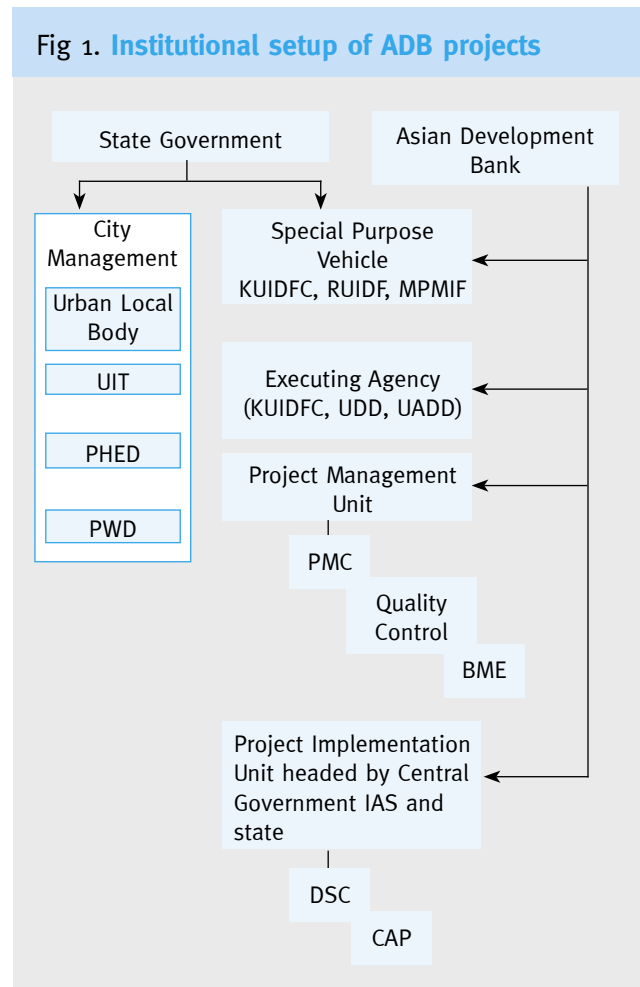 Fig 1. Institutional setup of ADB projects
State Government
Asian Development
Bank
City
Management
Urban Local
Body
UIT
PHED
PWD
Special Purpose
Vehicle
KUIDFC, RUIDF, MPMIF
Executing Agency
(KUIDFC, UDD, UADD)
Project Management
Unit
PMC
Quality
Control
BME
Project Implementation
Unit headed by Central
Government IAS and
state
DSC
CAP